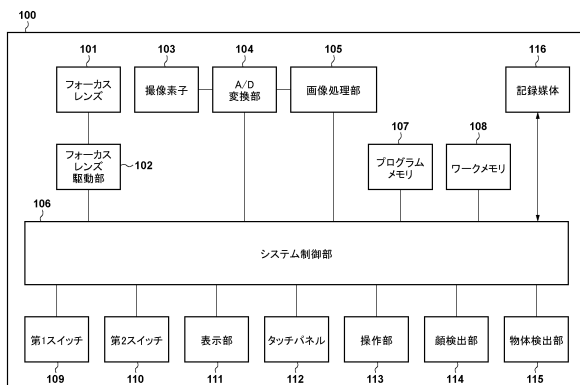 100
101
103
104
105
116
フォーカス
レンズ
撮像素子
A/D
変換部
画像処理部
記録媒体
107
108
フォーカス
レンズ
駆動部
102
プログラム
メモリ
ワークメモリ
106
システム制御部
第1スイッチ
第2スイッチ
表示部
タッチパネル
操作部
顔検出部
物体検出部
109
110
111
112
113
114
115